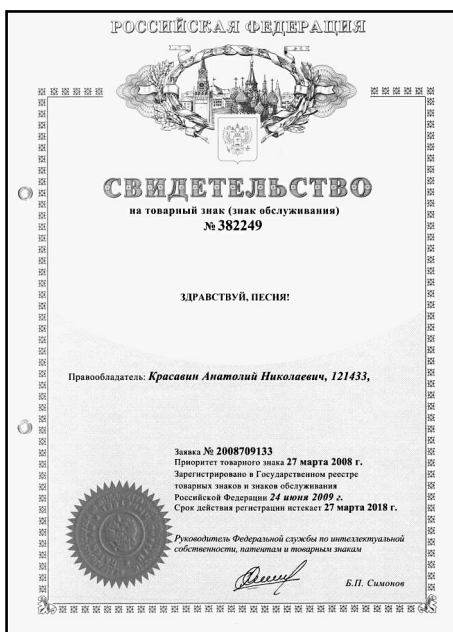 РОССИЙСКАЯ ФЕДЕРАЦИЯ
СВИДЕТЕЛЬСТВО
на товарный знак (знак обслуживания)
№ 382249
ЗДРАВСТВУЙ, ПЕСНЯ!
Правообладатель: Красавин Анатолий Николаевич, 121433,
Заявка № 2008709133
Приоритет товарного знака 27 марта 2008 г.
Зарегистрировано в Государственном реестре
товарных знаков и знаков обслуживания
Российской Федерации 24 июня 2009 г.
Срок действия регистрации истекает 27 марта 2018 г.
Руководитель Федеральной службы по интеллектуальной
собственности, патентам и товарным знакам
Б.П. Симонов